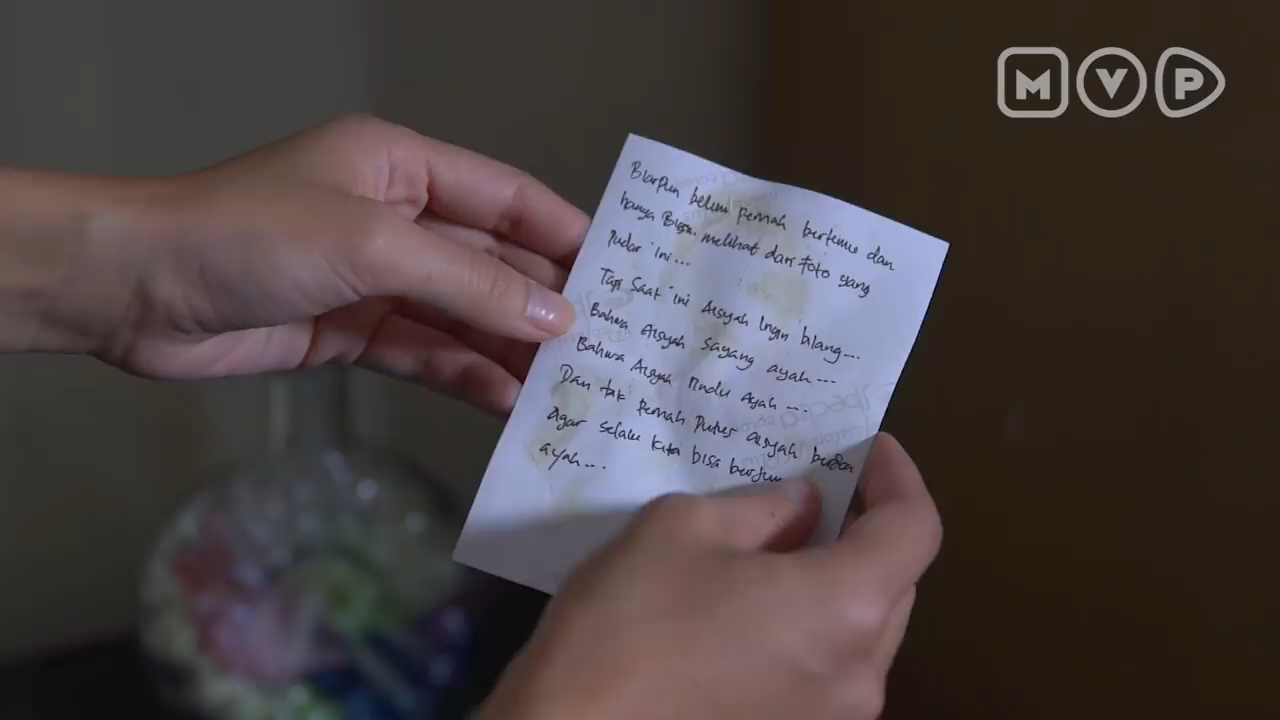 MVP
Biarpun belum pernah bertemu dan
hanya Bisa melihat dari foto yang
Pudar ini...
Tapi Saat ini Aisyah Ingin bilang....
Bahwa Aisyah sayang ayah....
Bahwa Aisyah rindu Ayah....
Dan tak Pernah Putus aisyah berdoa
Agar selalu kita bisa
ayah...